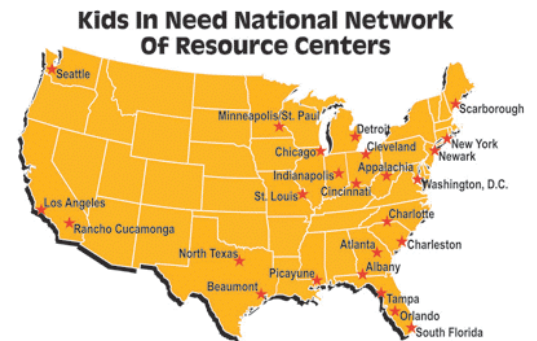 Kids In Need National Network
Of Resource Centers
Seattle
Scarborough
Minneapolis/St. Paul
Detroit
New York
Cleveland
Chicago
Newark
Appalachia
Indianapolis
Washington, D.C.
Cincinnati
St. Louis
Los Angeles
Charlotte
Rancho Cucamonga
Atlanta
Charleston
North Texas
Albany
Picayune
Beaumont
Tampa
Orlando
South Florida